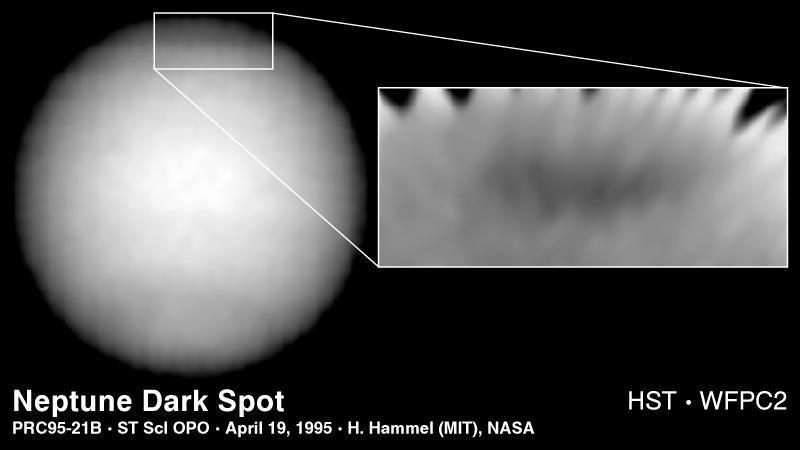 Neptune Dark Spot
HST • WFPC2
PRC95-21B • ST ScI OPO • April 19, 1995 • H. Hammel (MIT), NASA